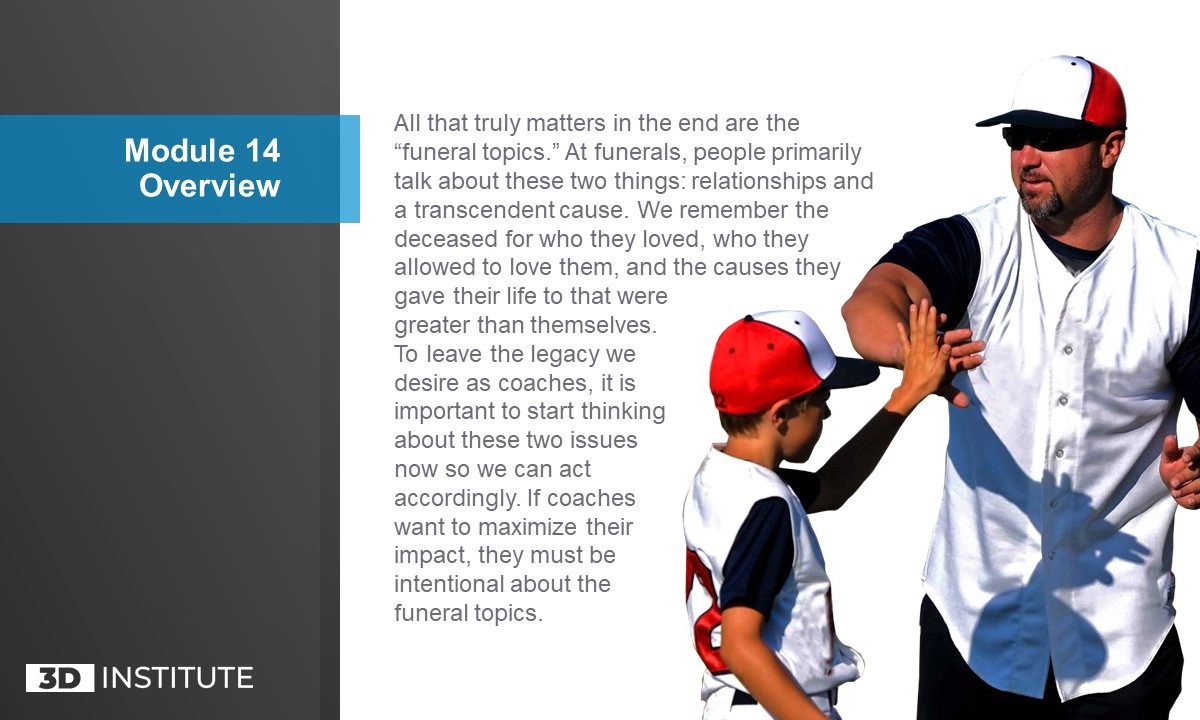 Module 14
Overview
All that truly matters in the end are the
“funeral topics.” At funerals, people primarily
talk about these two things: relationships and
a transcendent cause. We remember the
deceased for who they loved, who they
allowed to love them, and the causes they
gave their life to that were
greater than themselves.
To leave the legacy we
desire as coaches, it is
important to start thinking
about these two issues
now so we can act
accordingly. If coaches
want to maximize their
impact, they must be
intentional about the
funeral topics.
3D INSTITUTE